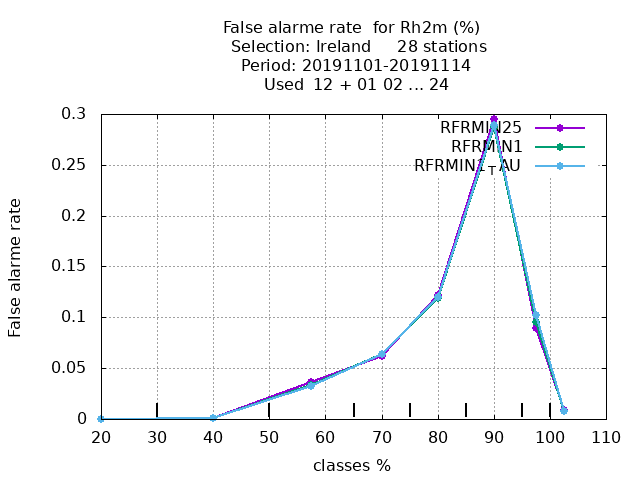 False alarme rate  for Rh2m (%)
Selection: Ireland     28 stations
Period: 20191101-20191114
Used  12 + 01 02 ... 24
0.3
0.25
0.2
0.15
0.1
0.05
0
False alarme rate
RFRMIN25
RFRMIN1
RFRMIN1_TAU
20 30 40 50 60 70 80 90 100 110
classes %